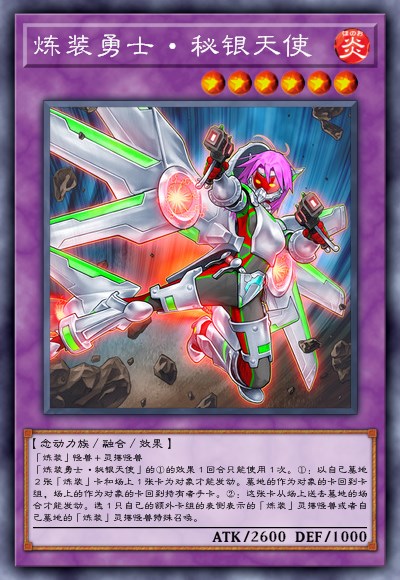 炼装勇士·秘银天使
炎
ほのお
【念动力族/融合/效果】
「炼装」怪兽+灵摆怪兽
「炼装勇士·秘银天使」的①的效果1回合只能使用1次。①:以自己墓地
2张「炼装」卡和场上1张卡为对象才能发动。墓地的作为对象的卡回到卡
组,场上的作为对象的卡回到持有者手卡。②:这张卡从场上送去墓地的场
合才能发动。选1只自己的额外卡组的表侧表示的「炼装」灵摆怪兽或者自
己墓地的「炼装」灵摆怪兽特殊召唤。
ATK/2600 DEF/1000